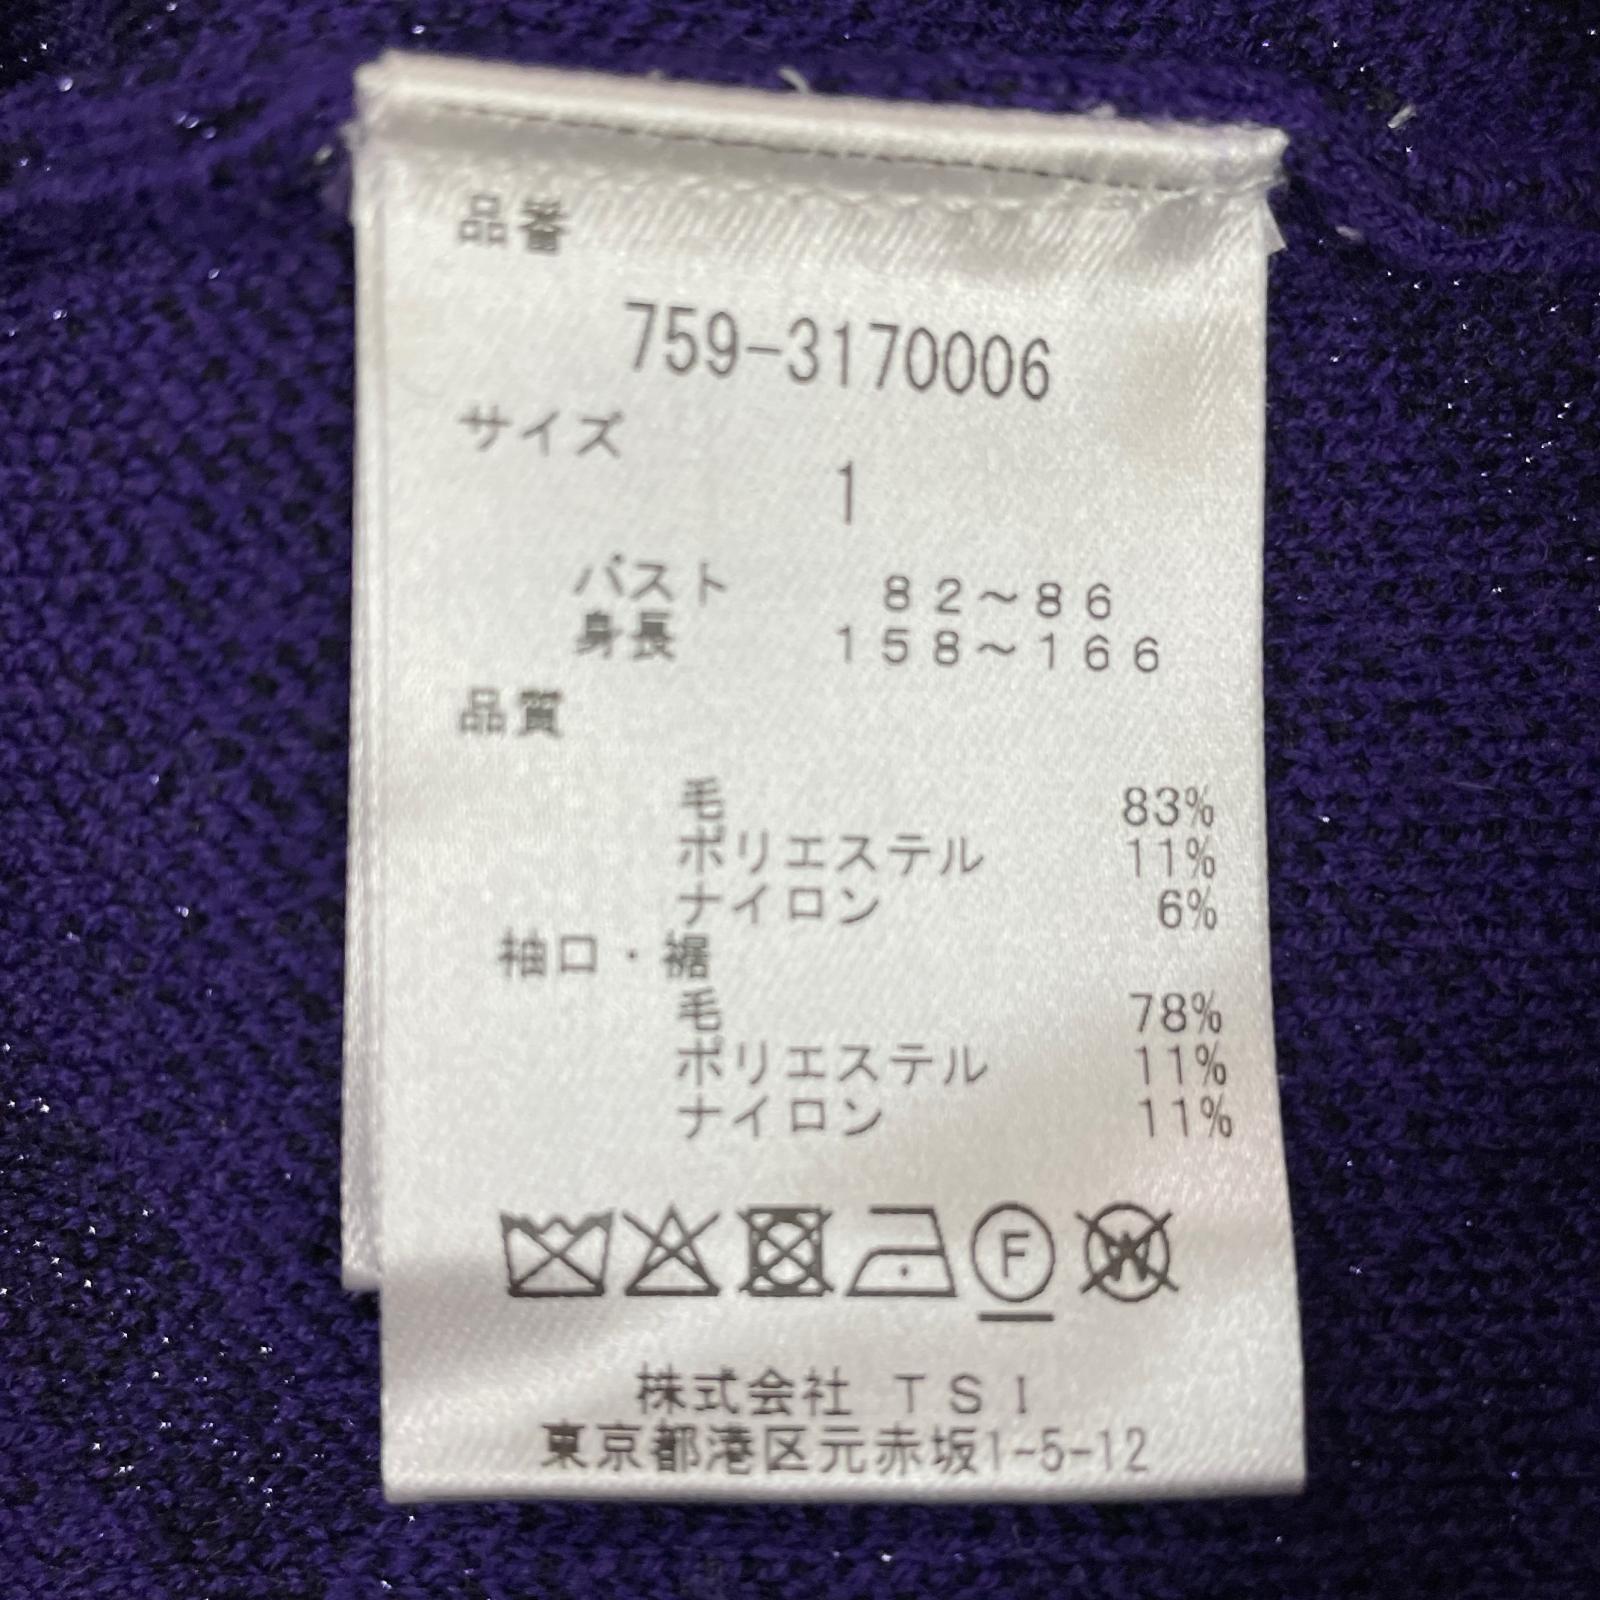 品番
759-3170006
サイズ
1
バスト 82～86
身長 158～166
品質
毛 83%
ポリエステル 11%
ナイロン 6%
袖口・裾
毛 78%
ポリエステル 11%
ナイロン 11%
F W
株式会社 TSI
東京都港区元赤坂1-5-12